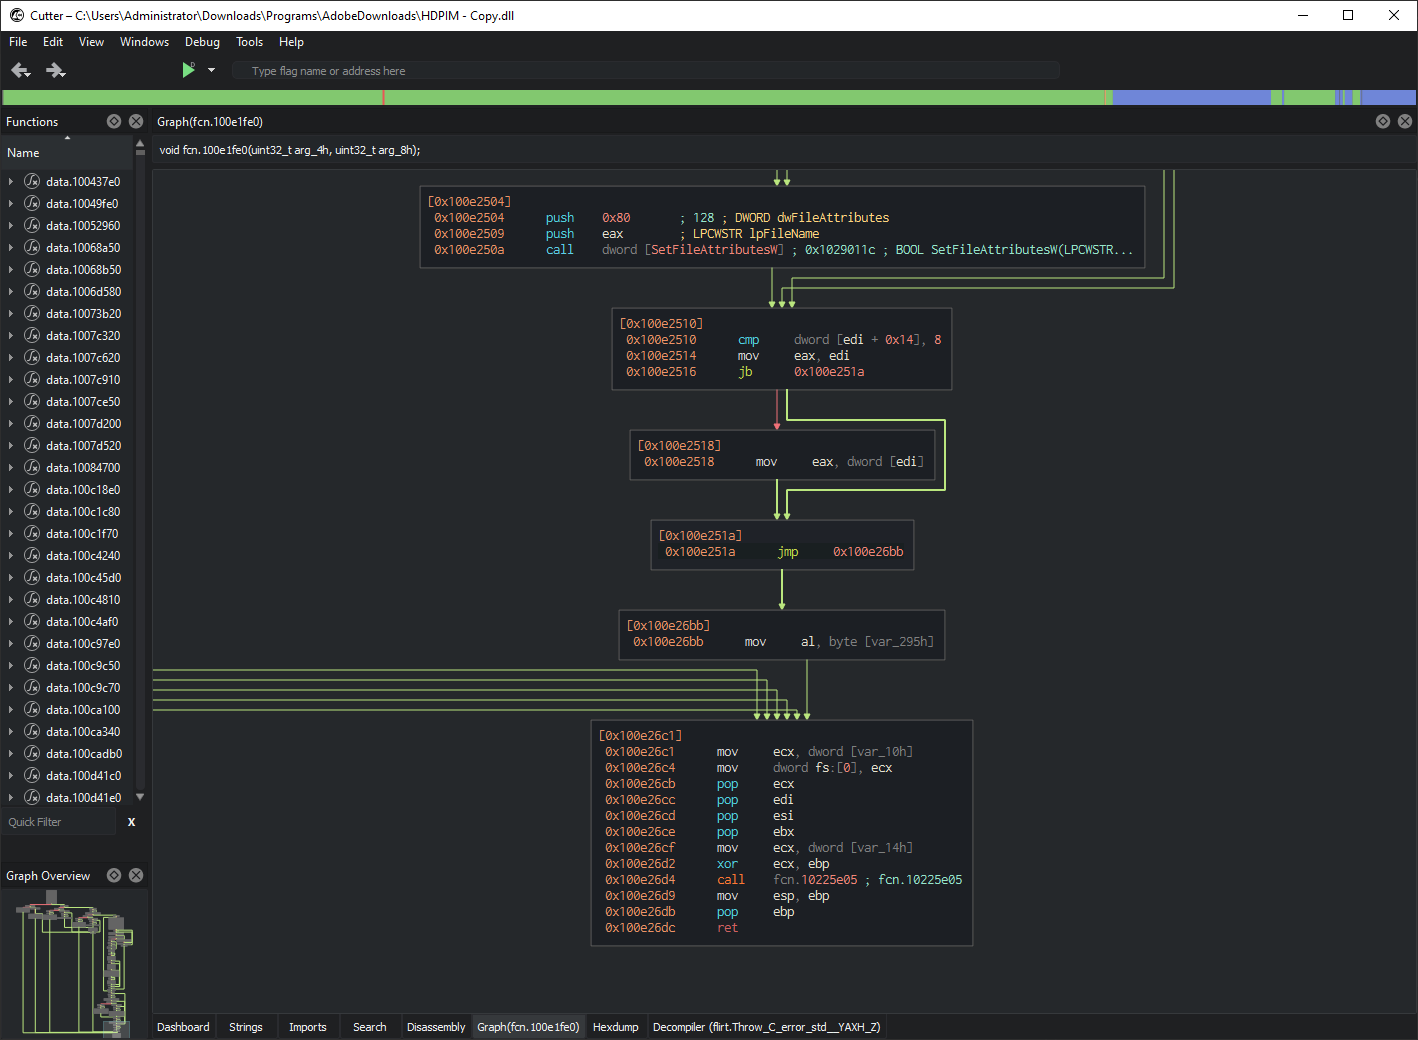 Cutter – C:\Users\Administrator\Downloads\Programs\AdobeDownloads\HDPIM - Copy.dll
File Edit View Windows Debug Tools Help
Type flag name or address here
Functions
Name
data.100437e0
data.10049fe0
data.10052960
data.10068a50
data.10068b50
data.1006d580
data.10073b20
data.1007c320
data.1007c620
data.1007c910
data.1007ce50
data.1007d200
data.1007d520
data.10084700
data.100c18e0
data.100c1c80
data.100c1f70
data.100c4240
data.100c45d0
data.100c4810
data.100c4af0
data.100c97e0
data.100c9c50
data.100c9c70
data.100ca100
data.100ca340
data.100cadb0
data.100d41c0
data.100d41e0
Quick Filter X
Graph Overview
Graph(fcn.100e1fe0)
void fcn.100e1fe0(uint32_t arg_4h, uint32_t arg_8h);
[0x100e2504]
0x100e2504 push 0x80 ; 128 ; DWORD dwFileAttributes
0x100e2509 push eax ; LPCWSTR lpFileName
0x100e250a call dword [SetFileAttributesW] ; 0x1029011c ; BOOL SetFileAttributesW(LPCWSTR...
[0x100e2510]
0x100e2510 cmp dword [edi + 0x14], 8
0x100e2514 mov eax, edi
0x100e2516 jb 0x100e251a
[0x100e2518]
0x100e2518 mov eax, dword [edi]
[0x100e251a]
0x100e251a jmp 0x100e26bb
[0x100e26bb]
0x100e26bb mov al, byte [var_295h]
[0x100e26c1]
0x100e26c1 mov ecx, dword [var_10h]
0x100e26c4 mov dword fs:[0], ecx
0x100e26cb pop ecx
0x100e26cc pop edi
0x100e26cd pop esi
0x100e26ce pop ebx
0x100e26cf mov ecx, dword [var_14h]
0x100e26d2 xor ecx, ebp
0x100e26d4 call fcn.10225e05 ; fcn.10225e05
0x100e26d9 mov esp, ebp
0x100e26db pop ebp
0x100e26dc ret
Dashboard Strings Imports Search Disassembly Graph(fcn.100e1fe0) Hexdump Decompiler (flirt.Throw_C_error_std__YAXH_Z)